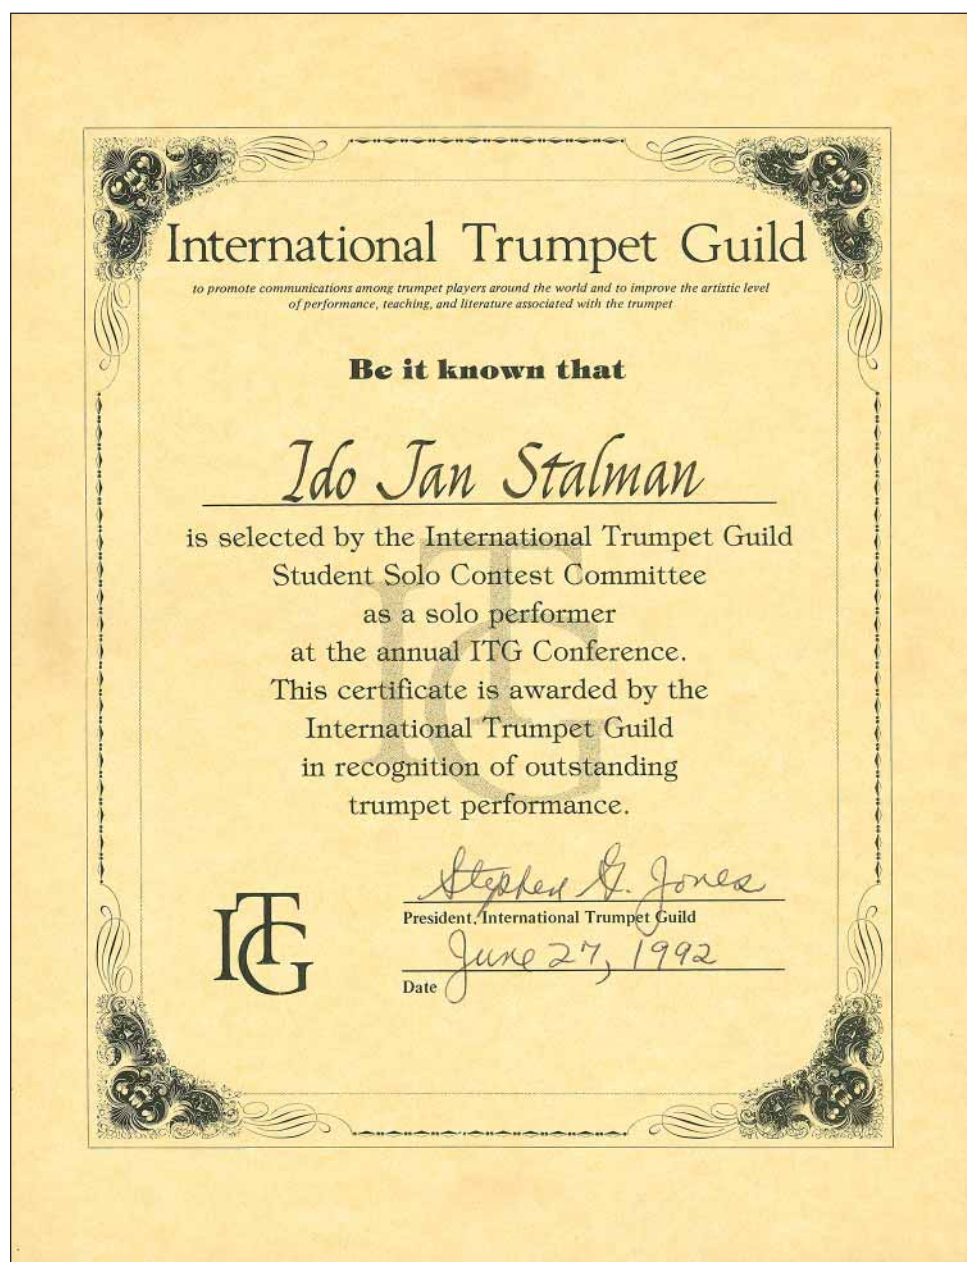 International Trumpet Guild
to promote communications among trumpet players around the world and to improve the artistic level
of performance, teaching, and literature associated with the trumpet
Be it known that
Ido Jan Stalman
is selected by the International Trumpet Guild
Student Solo Contest Committee
as a solo performer
at the annual ITG Conference.
This certificate is awarded by the
International Trumpet Guild
in recognition of outstanding
trumpet performance.
Stephen G. Jones
President, International Trumpet Guild
June 27, 1992
Date
ITG